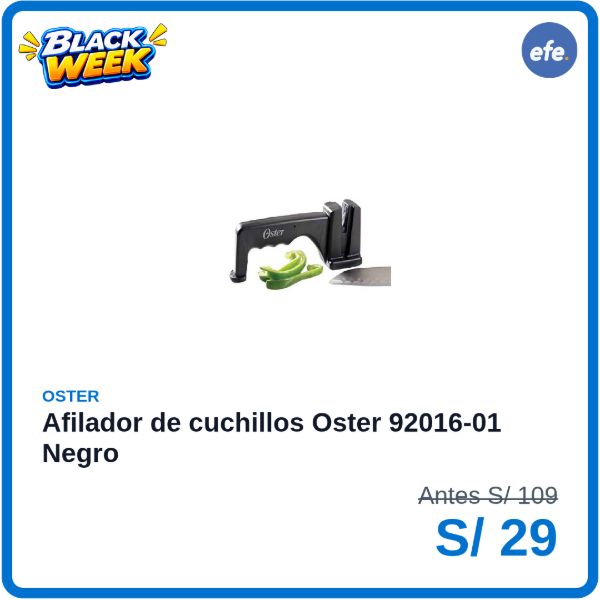 BLACK
WEEK
efe.
Oster
OSTER
Afilador de cuchillos Oster 92016-01
Negro
Antes S/ 109
S/ 29